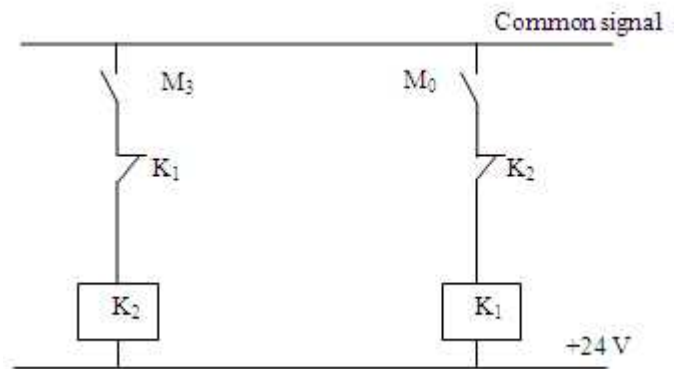 Common signal
M₃ M₀
K₁ K₂
K₂ K₁
+24 V